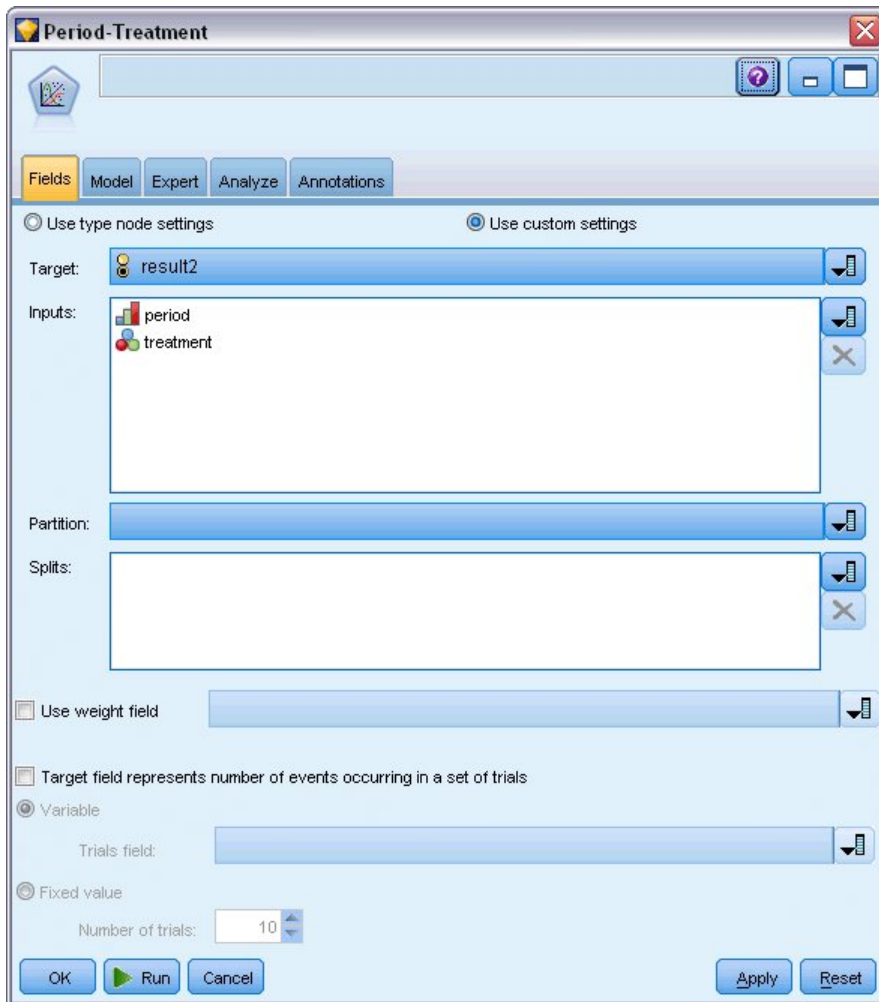 Period-Treatment
Fields Model Expert Analyze Annotations
Use type node settings Use custom settings
Target: result2
Inputs: period
treatment
Partition:
Splits:
Use weight field
Target field represents number of events occurring in a set of trials
Variable
Trials field:
Fixed value
Number of trials: 10
OK Run Cancel Apply Reset